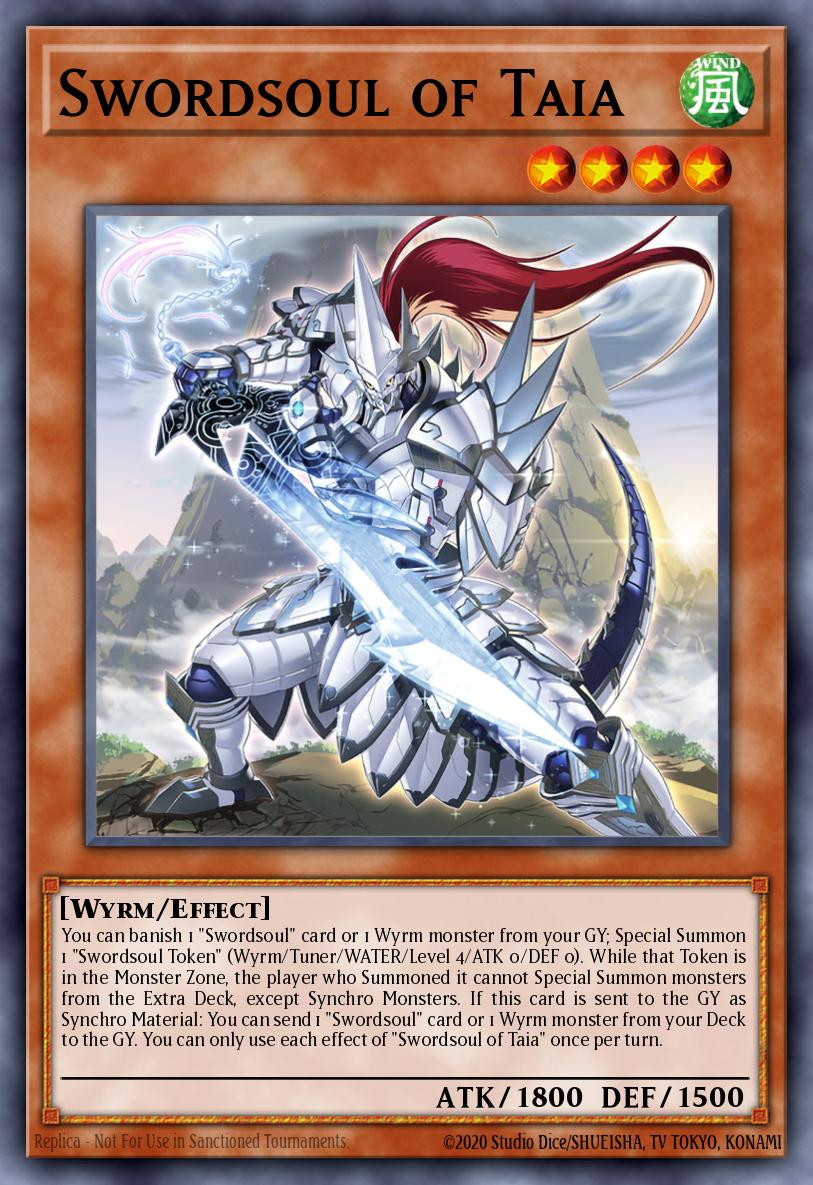 Swordsoul of Taia
WIND
風
[Wyrm/Effect]
You can banish 1 "Swordsoul" card or 1 Wyrm monster from your GY; Special Summon
1 "Swordsoul Token" (Wyrm/Tuner/WATER/Level 4/ATK 0/DEF 0). While that Token is
in the Monster Zone, the player who Summoned it cannot Special Summon monsters
from the Extra Deck, except Synchro Monsters. If this card is sent to the GY as
Synchro Material: You can send 1 "Swordsoul" card or 1 Wyrm monster from your Deck
to the GY. You can only use each effect of "Swordsoul of Taia" once per turn.
ATK/1800 DEF/1500
Replica - Not For Use in Sanctioned Tournaments.
©2020 Studio Dice/SHUEISHA, TV TOKYO, KONAMI